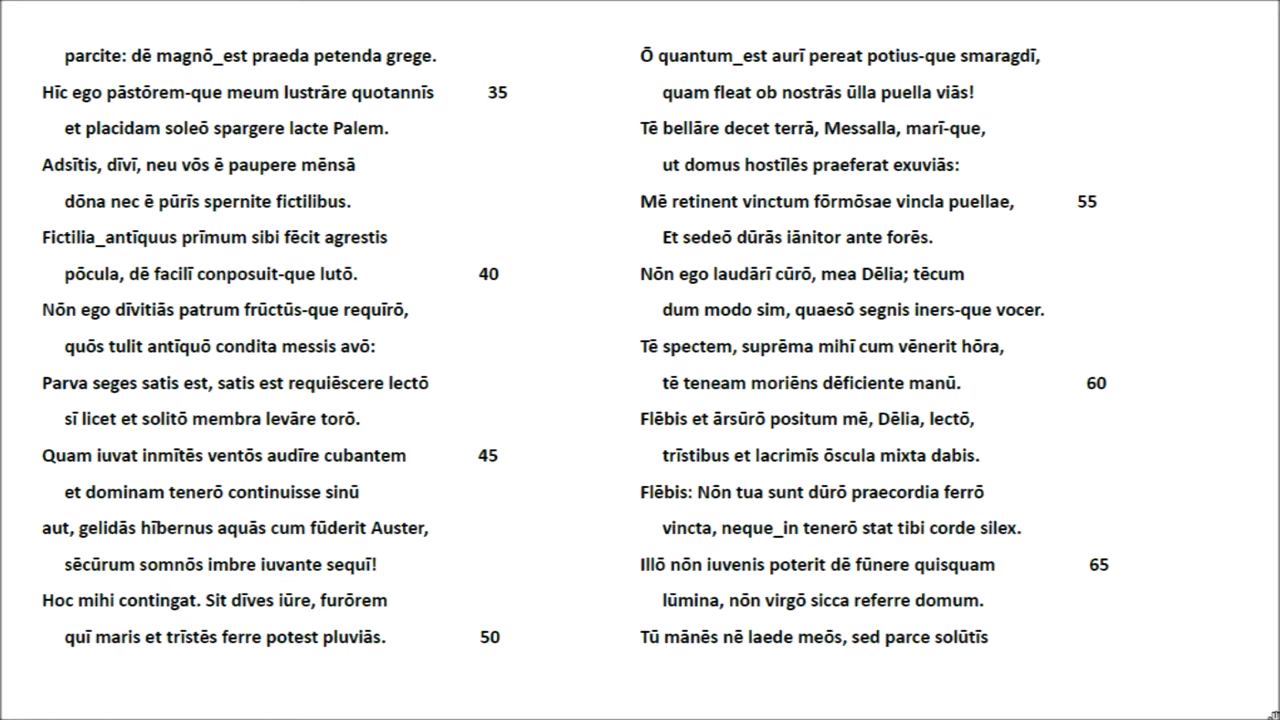 parcite: dē magnō_est praeda petenda grege.
Hīc ego pāstōrem-que meum lustrāre quotannīs 35
et placidam soleō spargere lacte Palem.
Adsītis, dīvī, neu vōs ē paupere mēnsā
dōna nec ē pūrīs spernite fictilibus.
Fictilia_antīquus prīmum sibi fēcit agrestis
pōcula, dē facilī conposuit-que lutō. 40
Nōn ego dīvitiās patrum frūctūs-que requīrō,
quōs tulit antīquō condita messis avō:
Parva seges satis est, satis est requiēscere lectō
sī licet et solitō membra levāre torō.
Quam iuvat inmītēs ventōs audīre cubantem 45
et dominam tenerō continuisse sinū
aut, gelidās hībernus aquās cum fūderit Auster,
sēcūrum somnōs imbre iuvante sequī!
Hoc mihi contingat. Sit dīves iūre, furōrem
quī maris et trīstēs ferre potest pluviās. 50
Ō quantum_est aurī pereat potius-que smaragdī,
quam fleat ob nostrās ūlla puella viās!
Tē bellāre decet terrā, Messalla, marī-que,
ut domus hostīlēs praeferat exuviās:
Mē retinent vinctum fōrmōsae vincla puellae, 55
Et sedeō dūrās iānitor ante forēs.
Nōn ego laudārī cūrō, mea Dēlia; tēcum
dum modo sim, quaesō segnis iners-que vocer.
Tē spectem, suprēma mihī cum vēnerit hōra,
tē teneam moriēns dēficiente manū. 60
Flēbis et ārsūrō positum mē, Dēlia, lectō,
trīstibus et lacrimīs ōscula mixta dabis.
Flēbis: Nōn tua sunt dūrō praecordia ferrō
vincta, neque_in tenerō stat tibi corde silex.
Illō nōn iuvenis poterit dē fūnere quisquam 65
lūmina, nōn virgō sicca referre domum.
Tū mānēs nē laede meōs, sed parce solūtīs